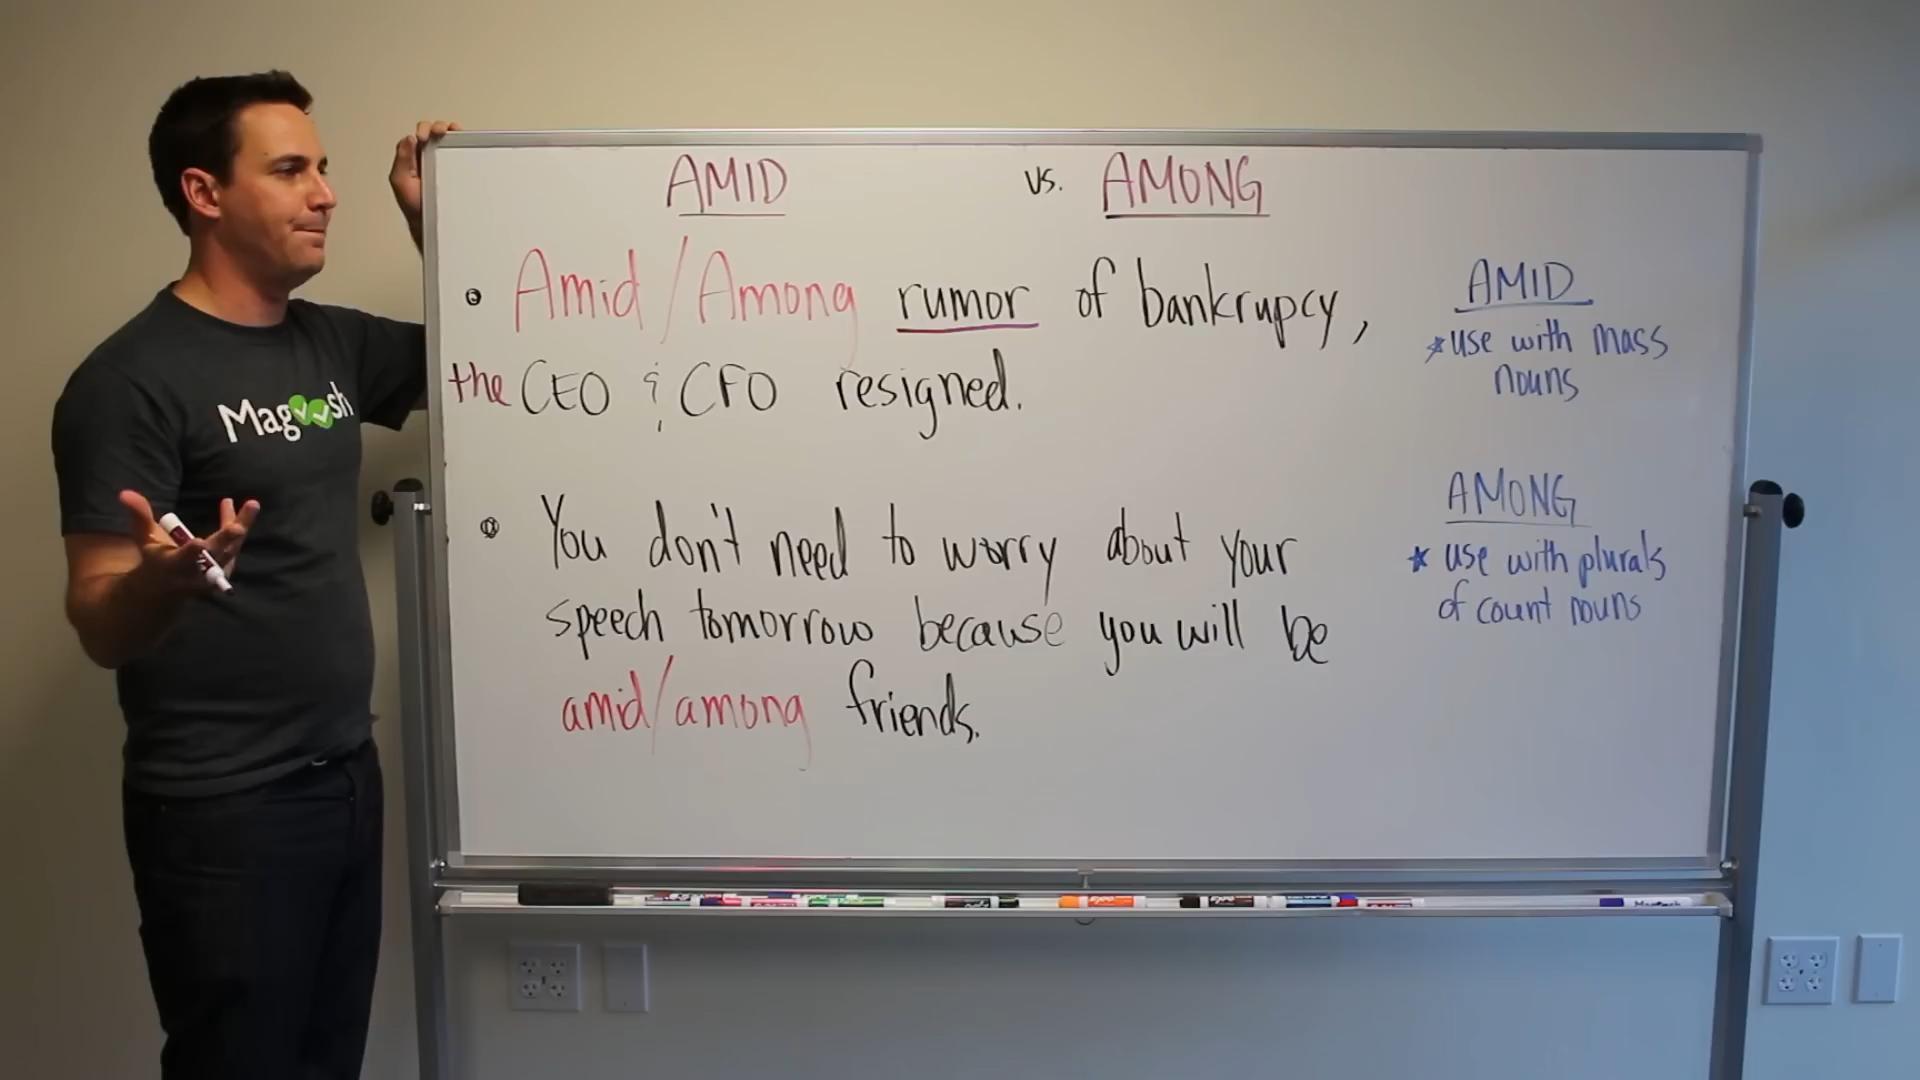 AMID vs. AMONG
• Amid/Among rumor of bankrupcy,
the CEO & CFO resigned.
• You don't need to worry about your
speech tomorrow because you will be
amid/among friends.
AMID
* use with mass
nouns
AMONG
* use with plurals
of count nouns
Magoosh